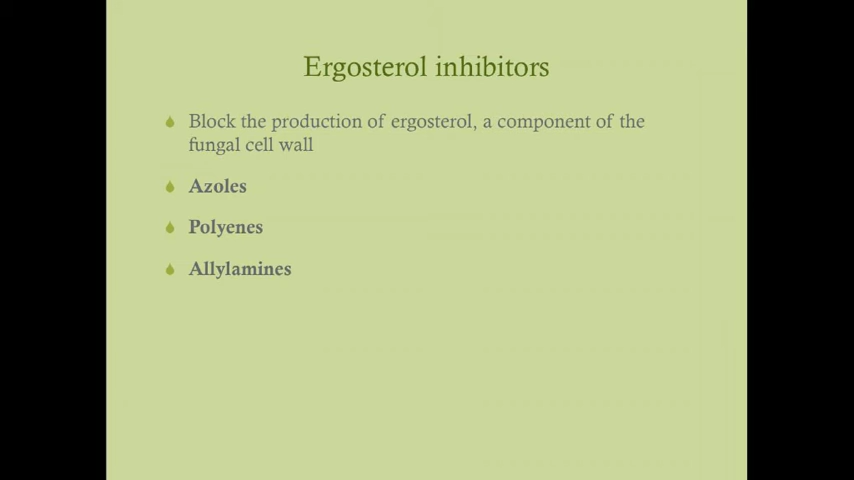 Ergosterol inhibitors
Block the production of ergosterol, a component of the
fungal cell wall
Azoles
Polyenes
Allylamines